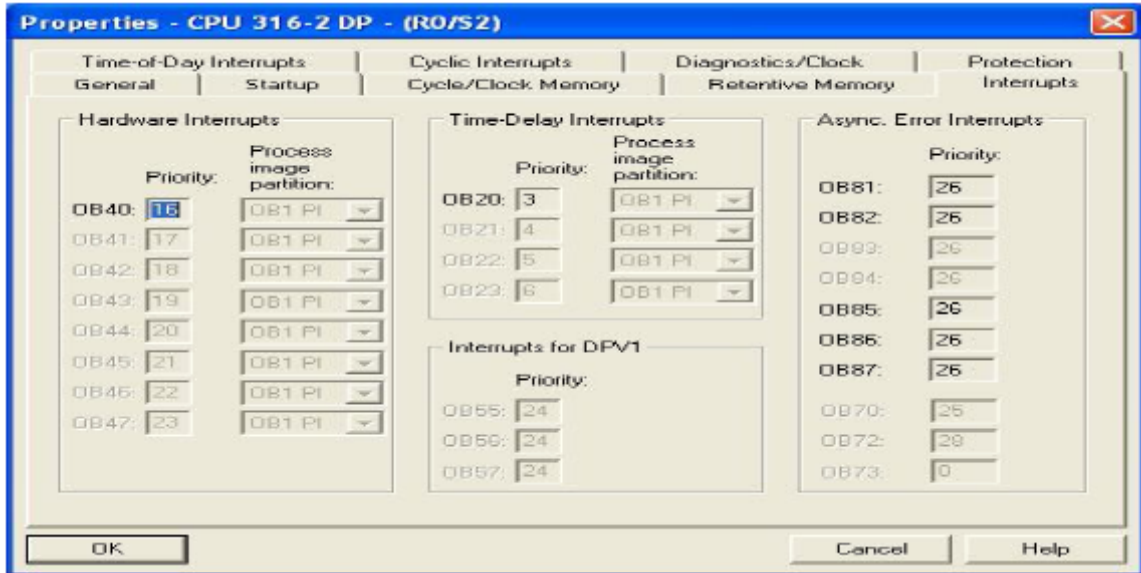 Properties - CPU 316-2 DP - (R0/S2)
Time-of-Day Interrupts Cyclic Interrupts Diagnostics/Clock Protection
General Startup Cycle/Clock Memory Retentive Memory Interrupts
Hardware Interrupts
Priority: Process image partition:
OB40: 16 OB1 PI
OB41: 17 OB1 PI
OB42: 18 OB1 PI
OB43: 19 OB1 PI
OB44: 20 OB1 PI
OB45: 21 OB1 PI
OB46: 22 OB1 PI
OB47: 23 OB1 PI
Time-Delay Interrupts
Priority: Process image partition:
OB20: 3 OB1 PI
OB21: 4 OB1 PI
OB22: 5 OB1 PI
OB23: 6 OB1 PI
Interrupts for DPV1
Priority:
OB55: 24
OB56: 24
OB57: 24
Async. Error Interrupts
Priority:
OB81: 26
OB82: 26
OB83: 26
OB84: 26
OB85: 26
OB86: 26
OB87: 26
OB70: 25
OB72: 28
OB73: 0
OK Cancel Help